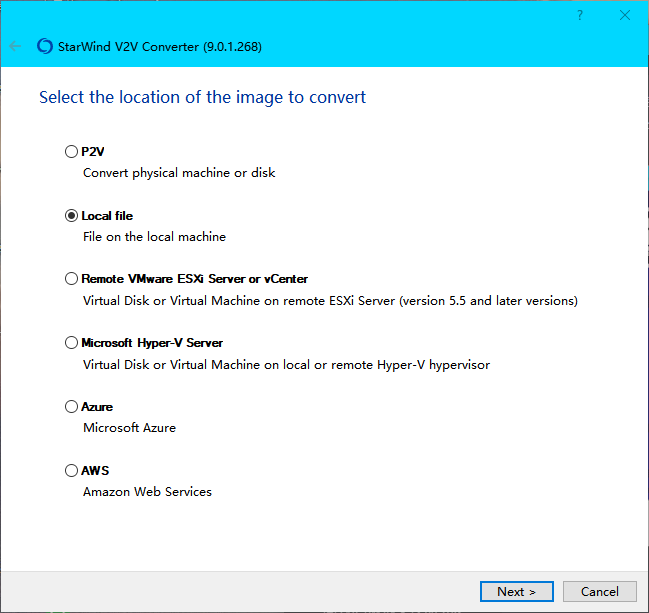 ?
StarWind V2V Converter (9.0.1.268)
Select the location of the image to convert
P2V
Convert physical machine or disk
Local file
File on the local machine
Remote VMware ESXi Server or vCenter
Virtual Disk or Virtual Machine on remote ESXi Server (version 5.5 and later versions)
Microsoft Hyper-V Server
Virtual Disk or Virtual Machine on local or remote Hyper-V hypervisor
Azure
Microsoft Azure
AWS
Amazon Web Services
Next >
Cancel